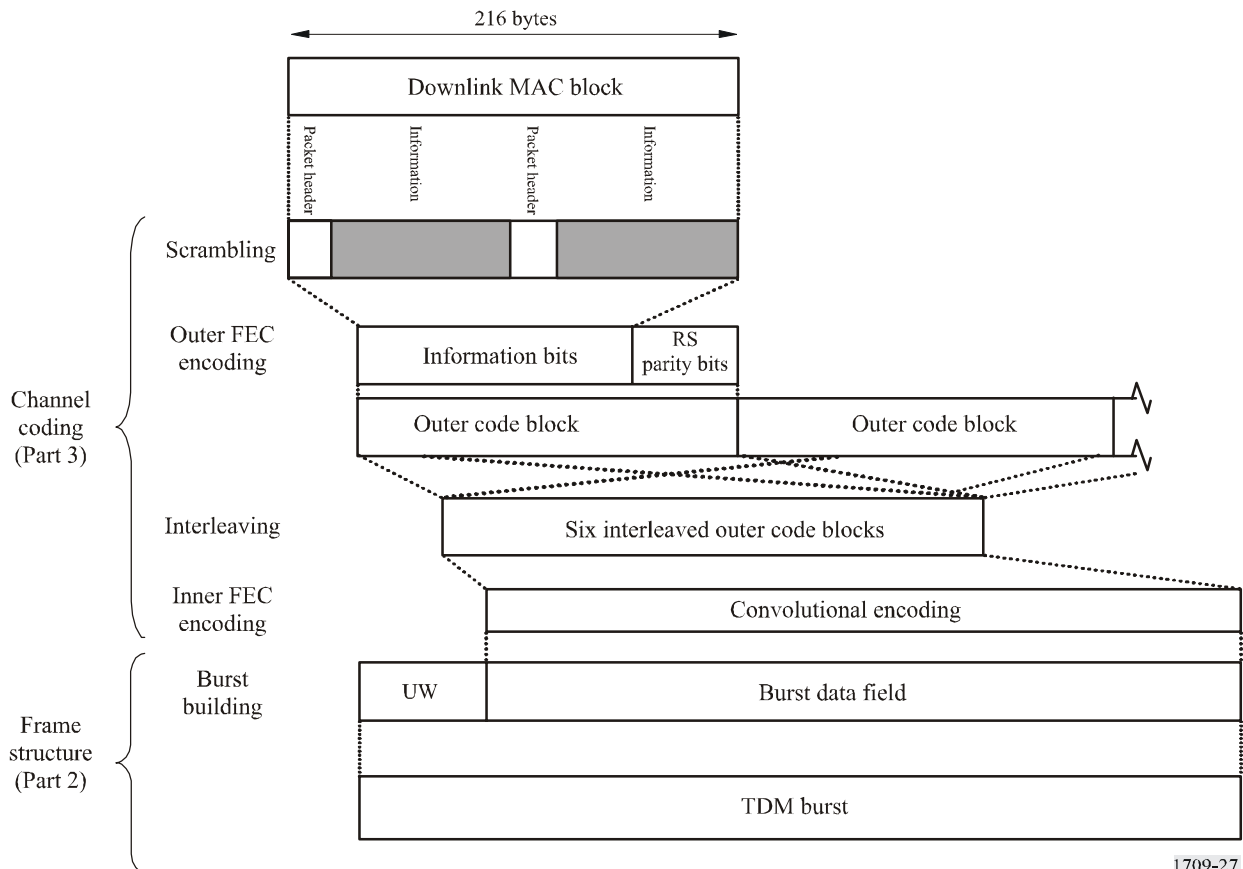 216 bytes
Downlink MAC block
Packet header
Information
Packet header
Information
Scrambling
Outer FEC
encoding
Information bits
RS
parity bits
Channel
coding
(Part 3)
Outer code block
Outer code block
Interleaving
Six interleaved outer code blocks
Inner FEC
encoding
Convolutional encoding
Burst
building
UW
Burst data field
Frame
structure
(Part 2)
TDM burst
1709-27